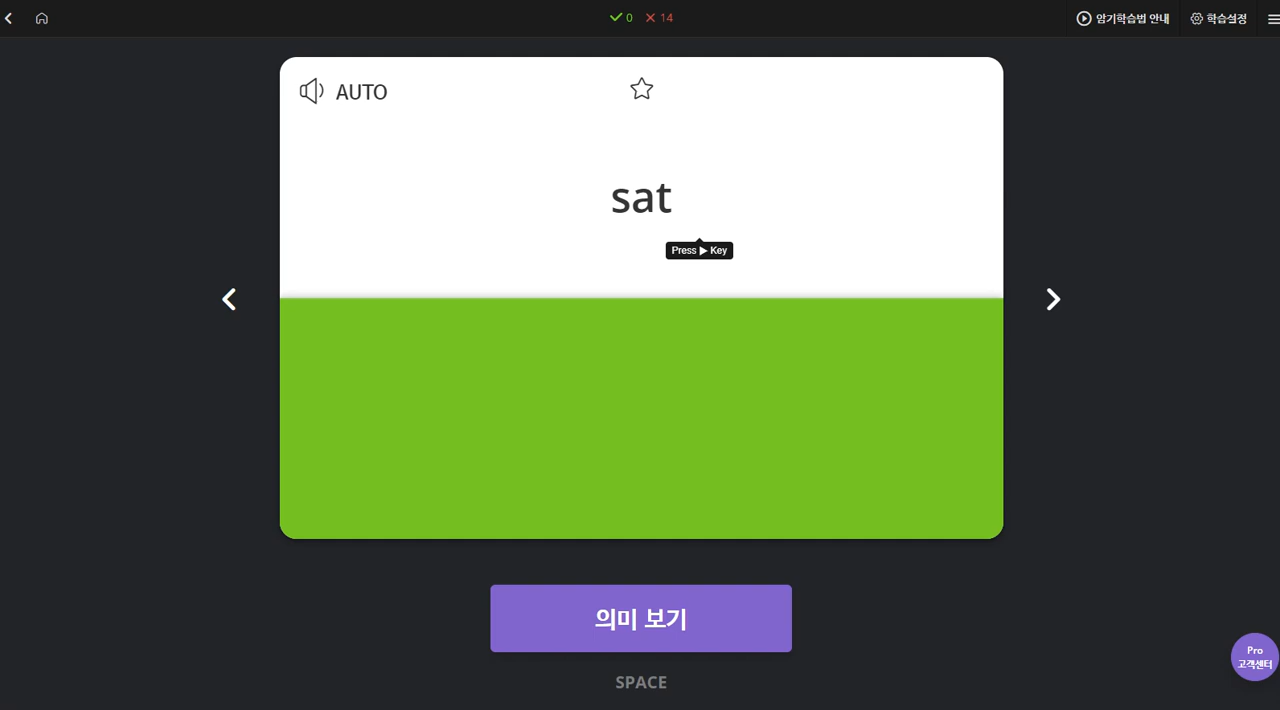 0 14 암기학습법 안내 학습설정
AUTO
sat
Press ▶ Key
의미 보기
SPACE
Pro
고객센터